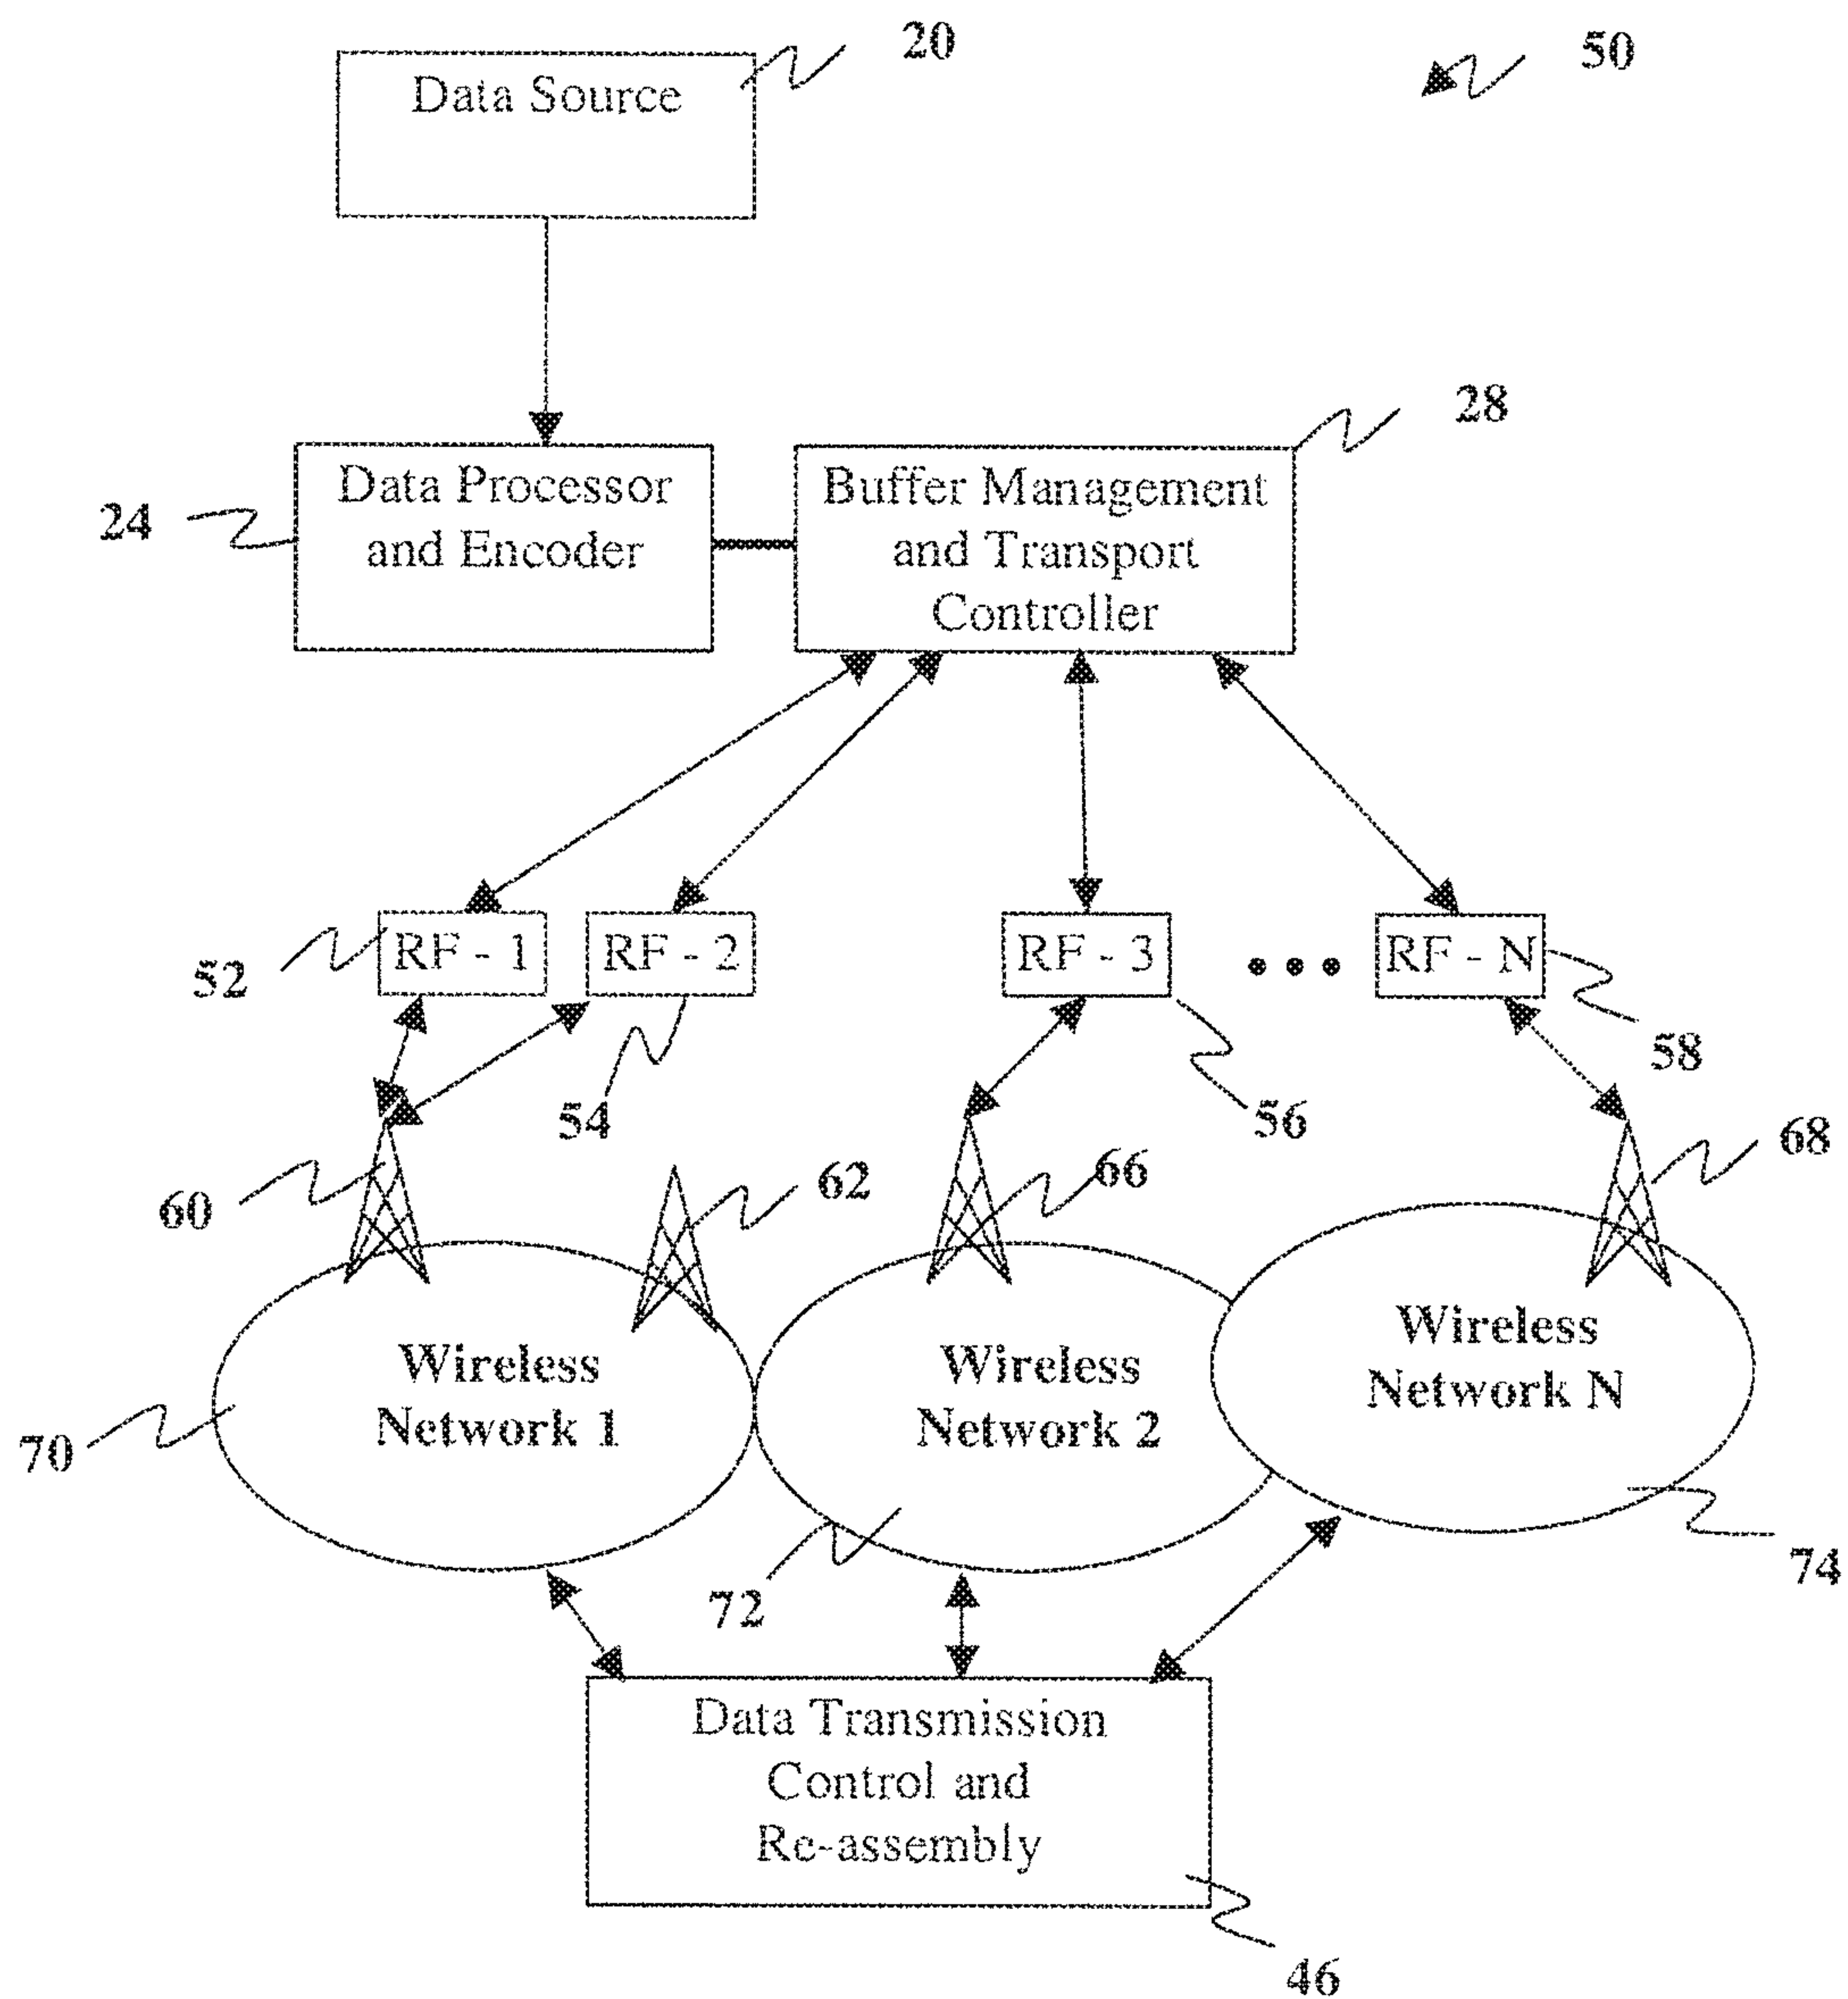 20
50
Data Source
28
24
Data Processor
and Encoder
Buffer Management
and Transport
Controller
52
RF - 1
RF - 2
RF - 3
RF - N
58
54
56
60
62
66
68
Wireless
Network 1
Wireless
Network 2
Wireless
Network N
70
72
74
Data Transmission
Control and
Re-assembly
46